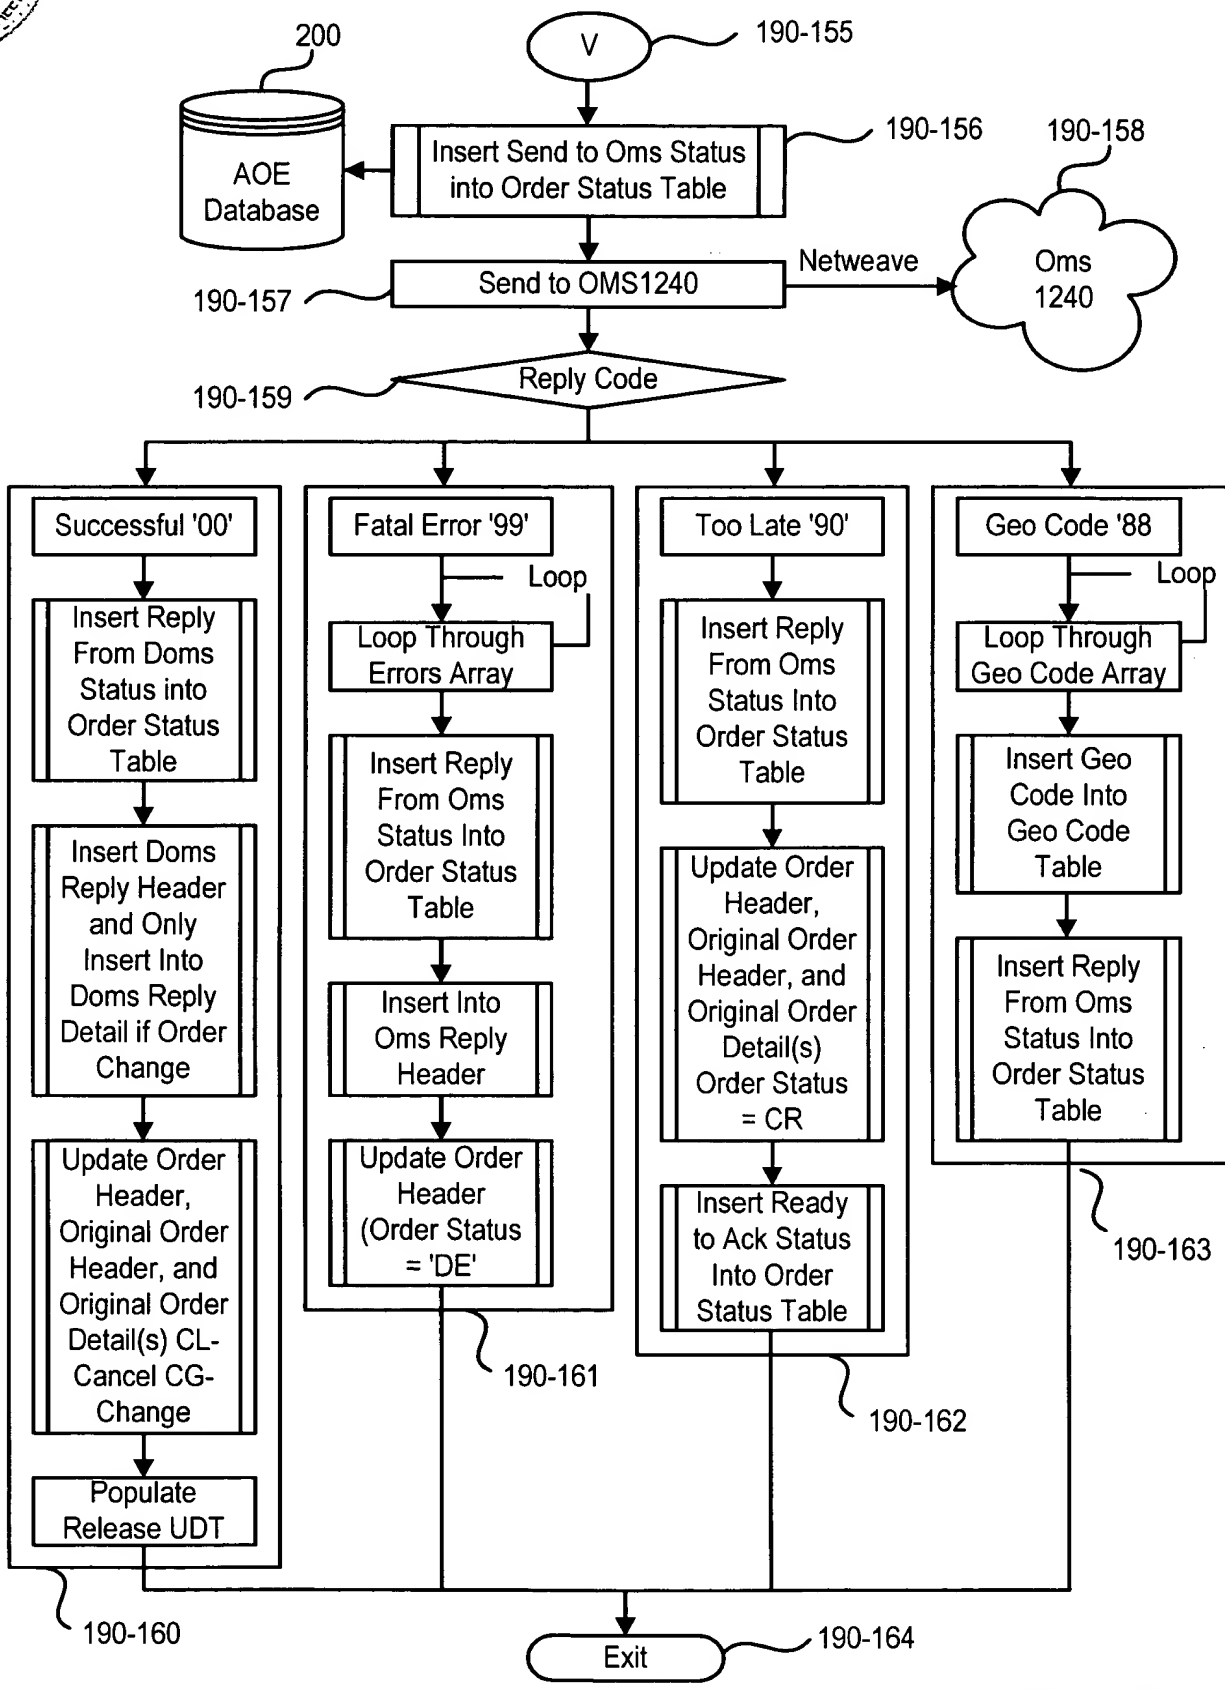 200
V
190-155
AOE
Database
Insert Send to Oms Status
into Order Status Table
190-156
190-158
Send to OMS1240
190-157
Netweave
Oms
1240
Reply Code
190-159
Successful '00'
Insert Reply
From Doms
Status into
Order Status
Table
Insert Doms
Reply Header
and Only
Insert Into
Doms Reply
Detail if Order
Change
Update Order
Header,
Original Order
Header, and
Original Order
Detail(s) CL-
Cancel CG-
Change
Populate
Release UDT
190-160
Fatal Error '99'
Loop
Loop Through
Errors Array
Insert Reply
From Oms
Status Into
Order Status
Table
Insert Into
Oms Reply
Header
Update Order
Header
(Order Status
= 'DE'
190-161
Too Late '90'
Insert Reply
From Oms
Status Into
Order Status
Table
Update Order
Header,
Original Order
Header, and
Original Order
Detail(s)
Order Status
= CR
Insert Ready
to Ack Status
Into Order
Status Table
190-162
Geo Code '88
Loop
Loop Through
Geo Code Array
Insert Geo
Code Into
Geo Code
Table
Insert Reply
From Oms
Status Into
Order Status
Table
190-163
Exit
190-164